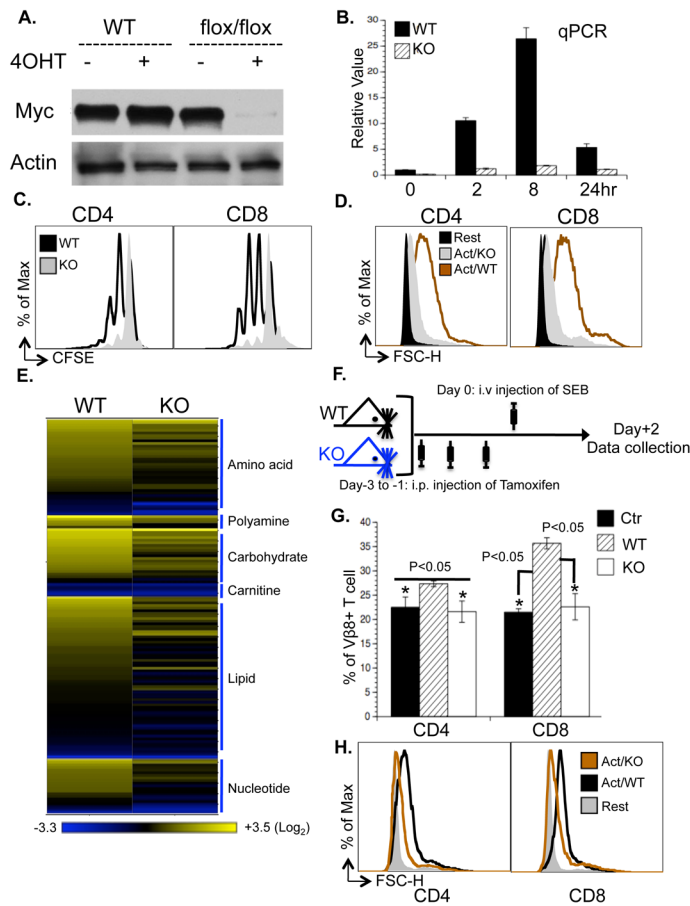 A.
WT flox/flox
4OHT - + - +
Myc
Actin
B.
WT
KO
qPCR
Relative Value
30
25
20
15
10
5
0
0 2 8 24hr
C.
CD4 CD8
WT
KO
% of Max
CFSE
D.
CD4 CD8
Rest
Act/KO
Act/WT
% of Max
FSC-H
E.
WT KO
Amino acid
Polyamine
Carbohydrate
Carnitine
Lipid
Nucleotide
-3.3 +3.5 (Log2)
F.
Day 0: i.v injection of SEB
WT
KO
Day+2
Data collection
Day-3 to -1: i.p. injection of Tamoxifen
G.
Ctr
WT
KO
% of Vβ8+ T cell
40
35
30
25
20
15
10
5
0
P<0.05
P<0.05
P<0.05
* * * *
CD4 CD8
H.
Act/KO
Act/WT
Rest
% of Max
FSC-H
CD4 CD8